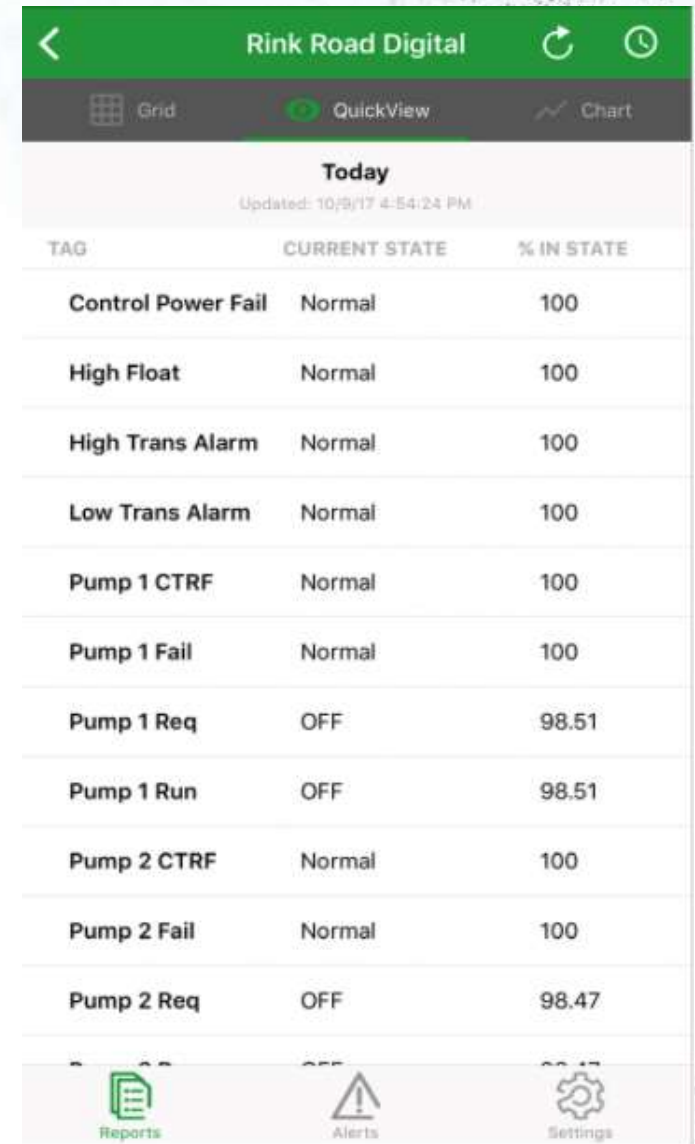 Rink Road Digital
Grid QuickView Chart
Today
Updated: 10/9/17 4:54:24 PM
TAG CURRENT STATE % IN STATE
Control Power Fail Normal 100
High Float Normal 100
High Trans Alarm Normal 100
Low Trans Alarm Normal 100
Pump 1 CTRF Normal 100
Pump 1 Fail Normal 100
Pump 1 Req OFF 98.51
Pump 1 Run OFF 98.51
Pump 2 CTRF Normal 100
Pump 2 Fail Normal 100
Pump 2 Req OFF 98.47
Reports Alerts Settings